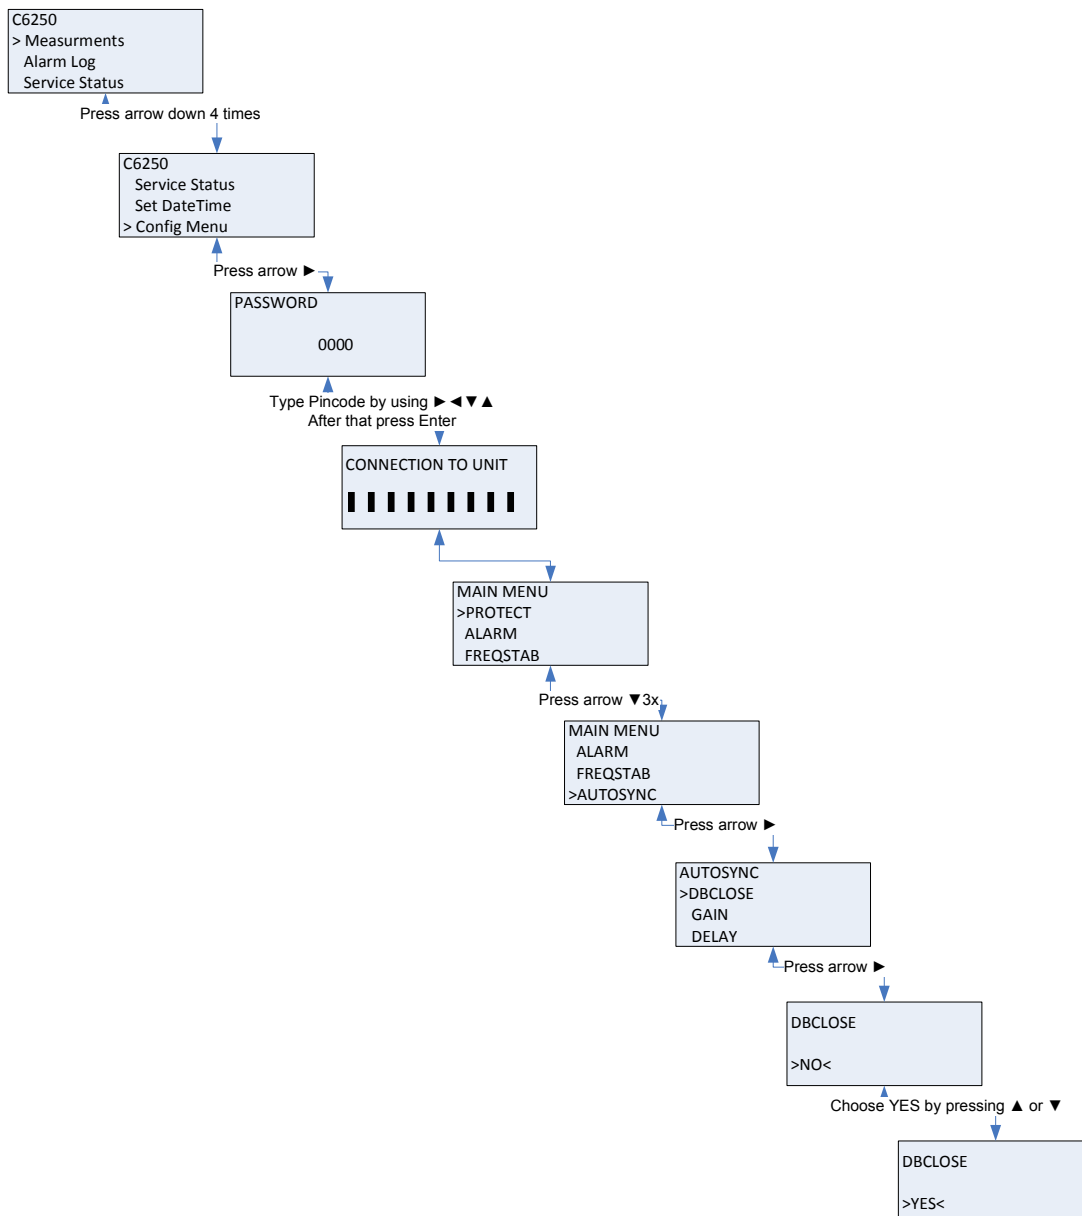 C6250
> Measurments
Alarm Log
Service Status
Press arrow down 4 times
C6250
Service Status
Set DateTime
> Config Menu
Press arrow ►
PASSWORD
0000
Type Pincode by using ►◄▼▲
After that press Enter
CONNECTION TO UNIT
MAIN MENU
>PROTECT
ALARM
FREQSTAB
Press arrow ▼3x
MAIN MENU
ALARM
FREQSTAB
>AUTOSYNC
Press arrow ►
AUTOSYNC
>DBCLOSE
GAIN
DELAY
Press arrow ►
DBCLOSE
>NO<
Choose YES by pressing ▲ or ▼
DBCLOSE
>YES<